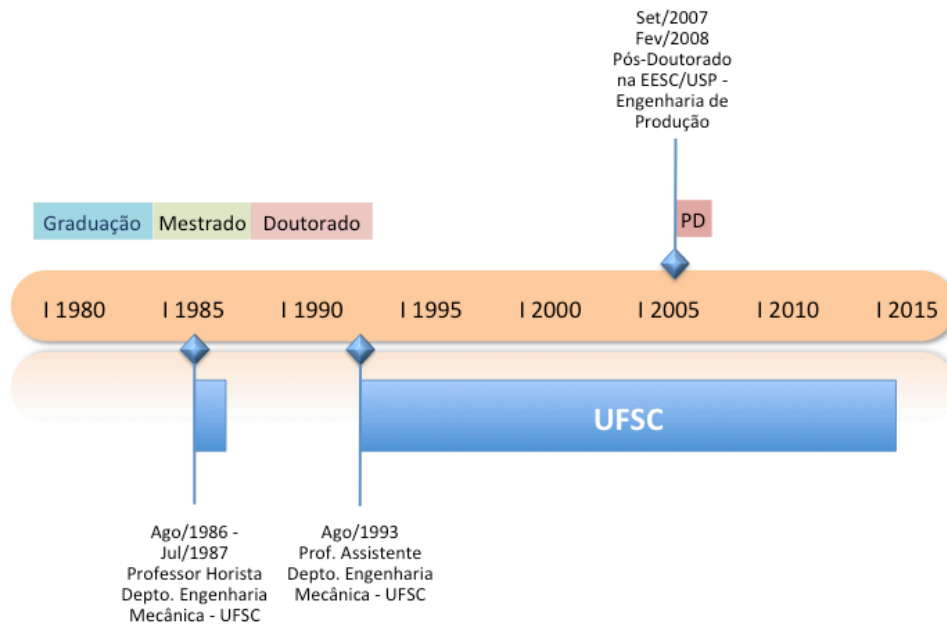 Set/2007
Fev/2008
Pós-Doutorado
na EESC/USP -
Engenharia de
Produção
Graduação Mestrado Doutorado PD
I 1980 I 1985 I 1990 I 1995 I 2000 I 2005 I 2010 I 2015
UFSC
Ago/1986 -
Jul/1987
Professor Horista
Depto. Engenharia
Mecânica - UFSC
Ago/1993
Prof. Assistente
Depto. Engenharia
Mecânica - UFSC